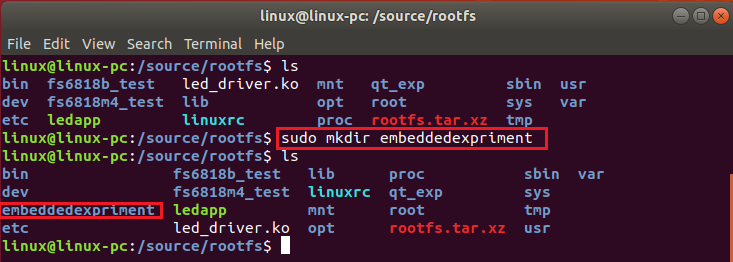 linux@linux-pc: /source/rootfs
File Edit View Search Terminal Help
linux@linux-pc:/source/rootfs$ ls
bin fs6818b_test led_driver.ko mnt qt_exp sbin usr
dev fs6818m4_test lib opt root sys var
etc ledapp linuxrc proc rootfs.tar.xz tmp
linux@linux-pc:/source/rootfs$ sudo mkdir embeddedexpriment
linux@linux-pc:/source/rootfs$ ls
bin fs6818b_test lib proc sbin var
dev fs6818m4_test linuxrc qt_exp sys
embeddedexpriment ledapp mnt root tmp
etc led_driver.ko opt rootfs.tar.xz usr
linux@linux-pc:/source/rootfs$